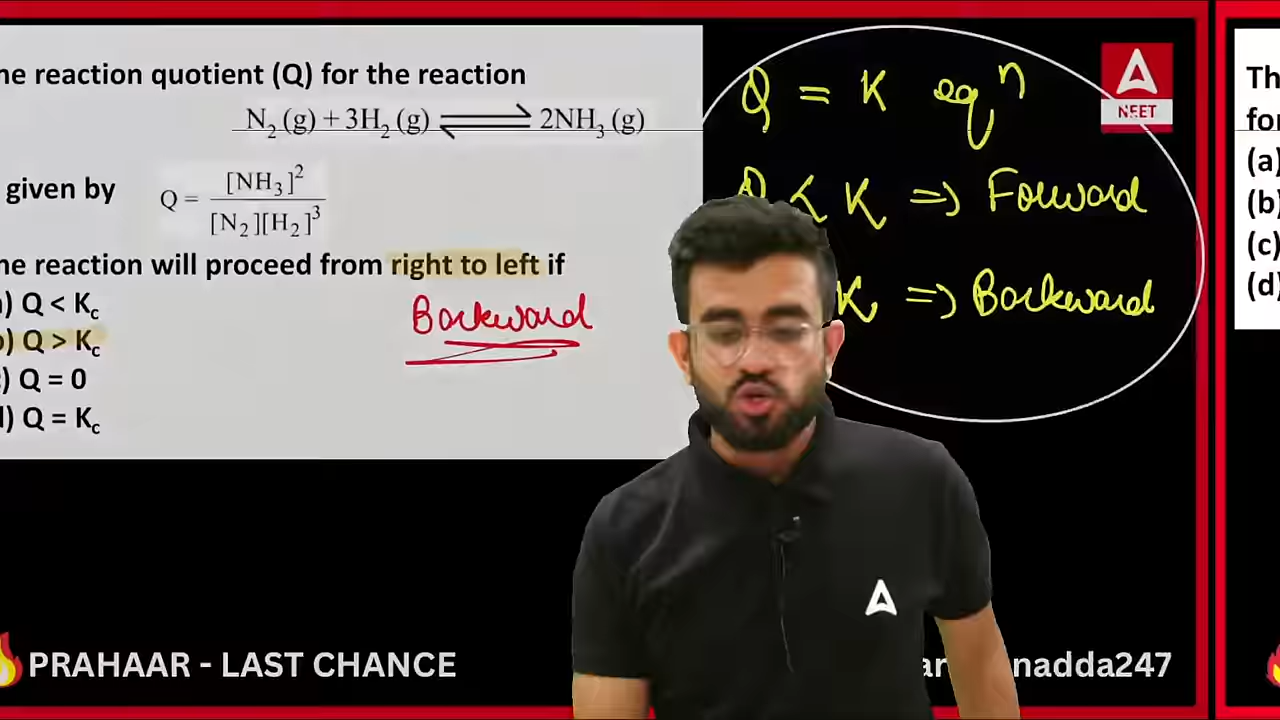 he reaction quotient (Q) for the reaction
N2 (g) + 3H2 (g) ⇌ 2NH3 (g)
given by Q = [NH3]^2 / [N2][H2]^3
he reaction will proceed from right to left if
) Q < Kc
) Q > Kc
) Q = 0
) Q = Kc
Backward
Q = K eq^n
Q < K => Forward
K => Backward
NEET
Th
for
(a)
(b)
(c)
(d)
PRAHAAR - LAST CHANCE
nadda247